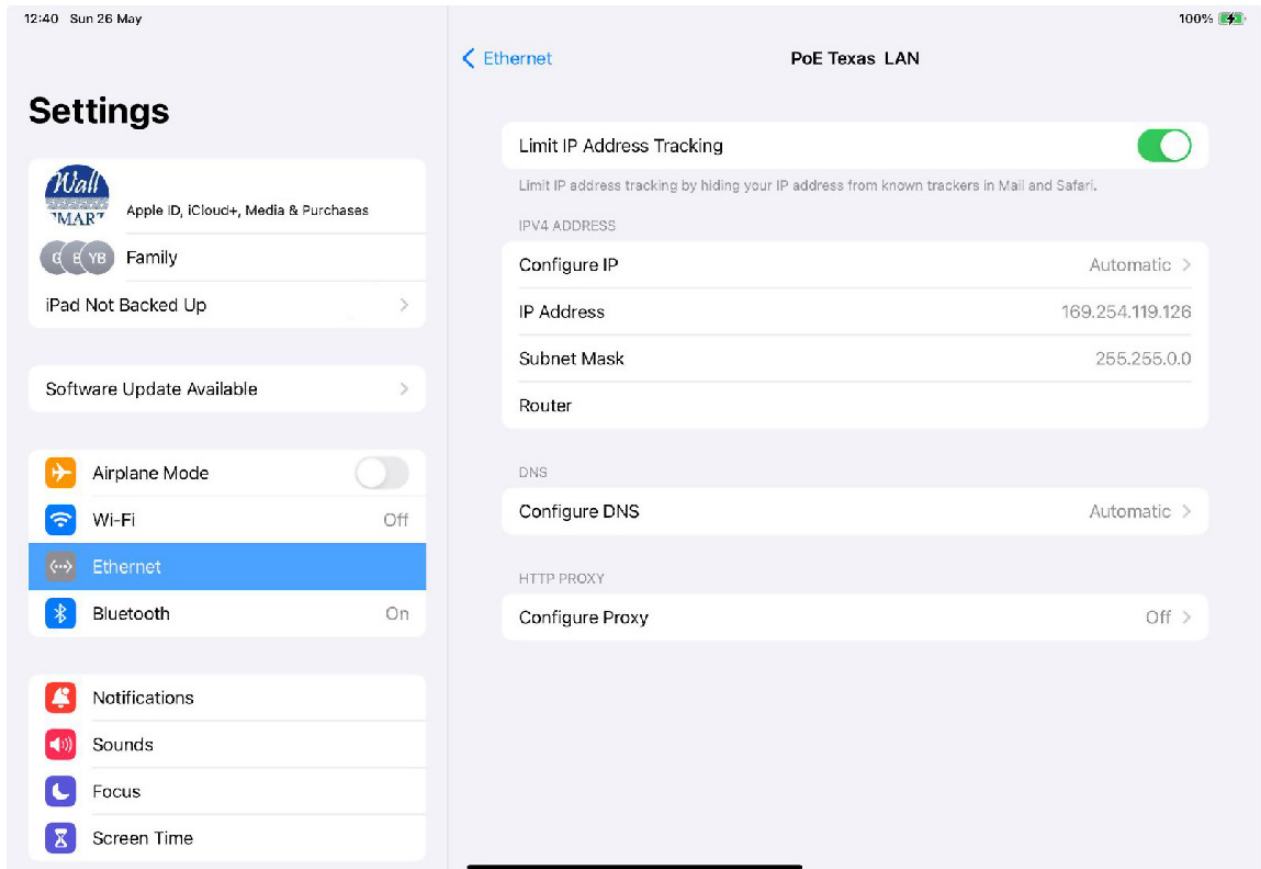 12:40 Sun 26 May
100%
Settings
Wall
SMART
Apple ID, iCloud+, Media & Purchases
YB Family
iPad Not Backed Up
Software Update Available
Airplane Mode
Wi-Fi Off
Ethernet
Bluetooth On
Notifications
Sounds
Focus
Screen Time
Ethernet PoE Texas LAN
Limit IP Address Tracking
Limit IP address tracking by hiding your IP address from known trackers in Mail and Safari.
IPV4 ADDRESS
Configure IP Automatic
IP Address 169.254.119.126
Subnet Mask 255.255.0.0
Router
DNS
Configure DNS Automatic
HTTP PROXY
Configure Proxy Off